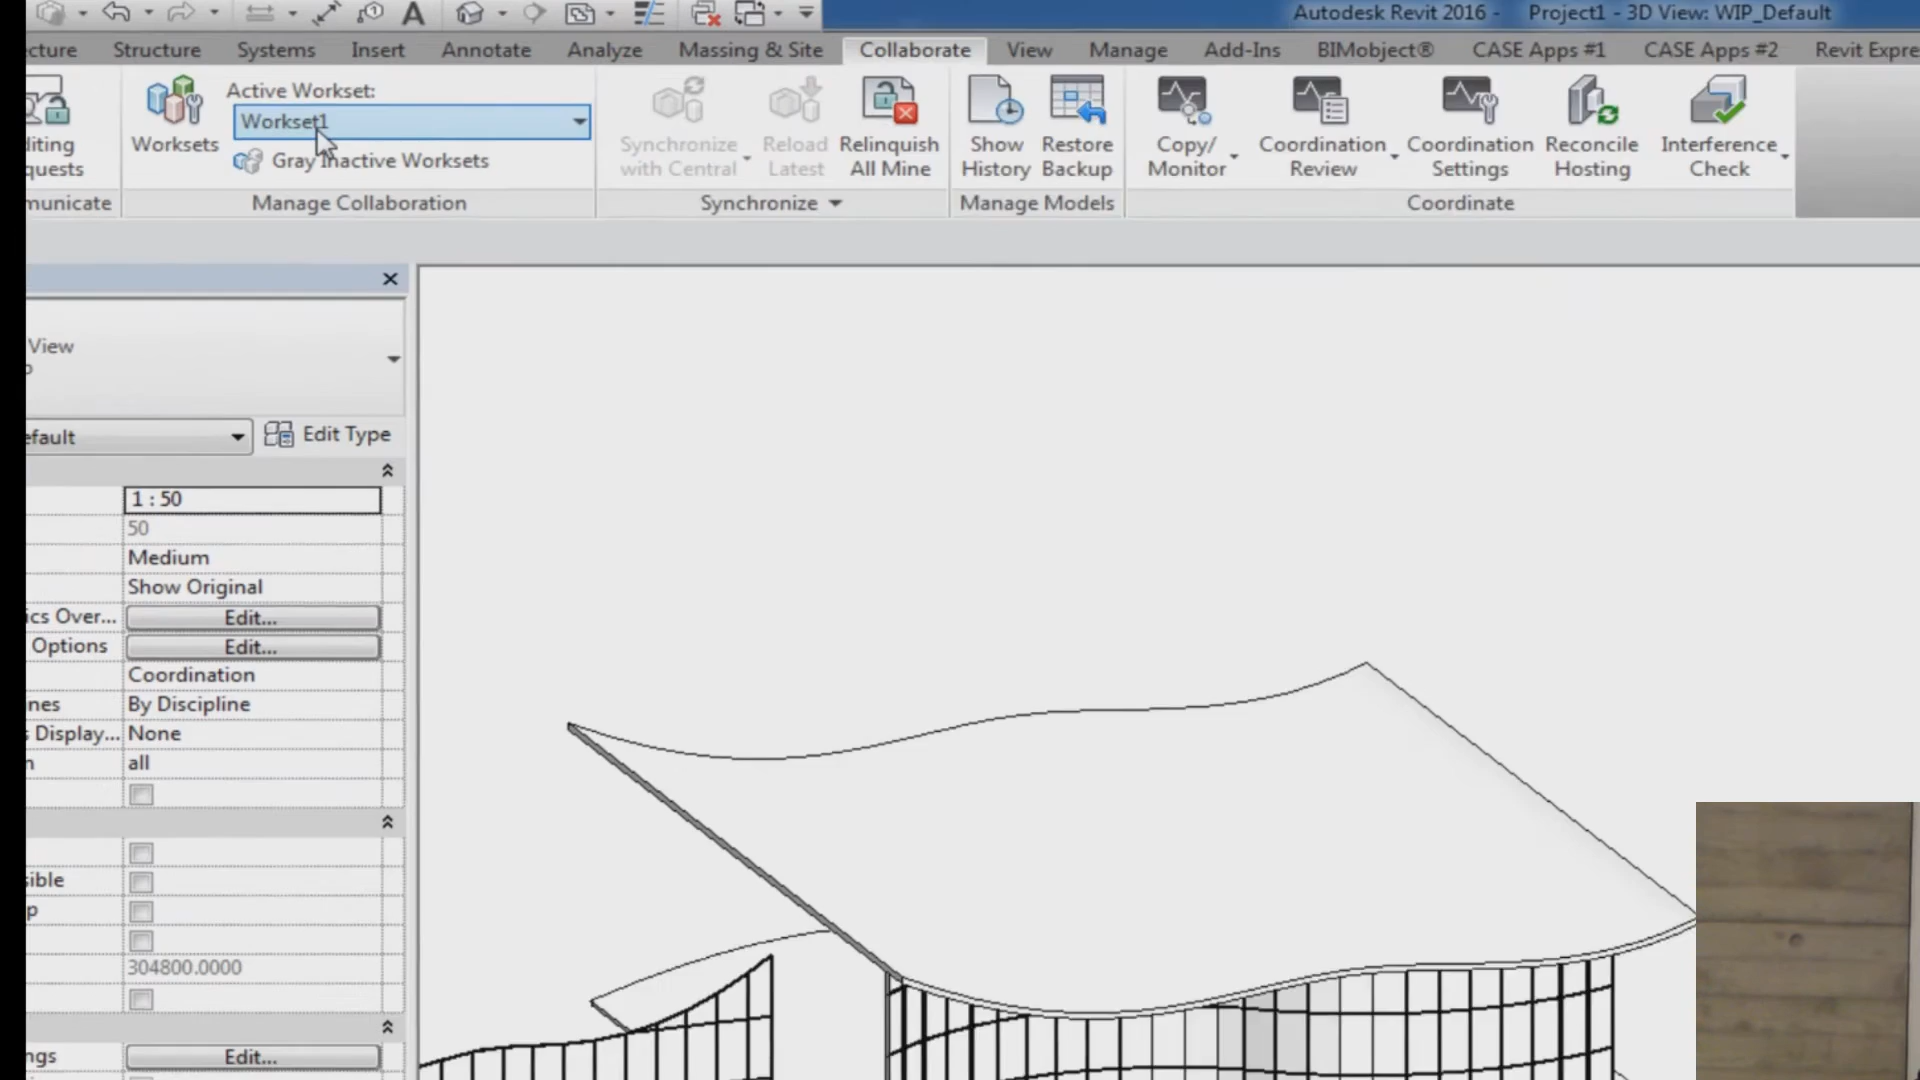 Autodesk Revit 2016 - Project1 - 3D View: WIP_Default
ecture Structure Systems Insert Annotate Analyze Massing & Site Collaborate View Manage Add-Ins BIMobject® CASE Apps #1 CASE Apps #2 Revit Expre
diting
quests
Worksets
Active Workset:
Workset1
Gray Inactive Worksets
Synchronize
with Central
Reload
Latest
Relinquish
All Mine
Show
History
Restore
Backup
Copy/
Monitor
Coordination
Review
Coordination
Settings
Reconcile
Hosting
Interference
Check
municate Manage Collaboration Synchronize Manage Models Coordinate
View
efault Edit Type
1 : 50
50
Medium
Show Original
ics Over... Edit...
Options Edit...
Coordination
ines By Discipline
s Display... None
n all
sible
p
304800.0000
ngs Edit...